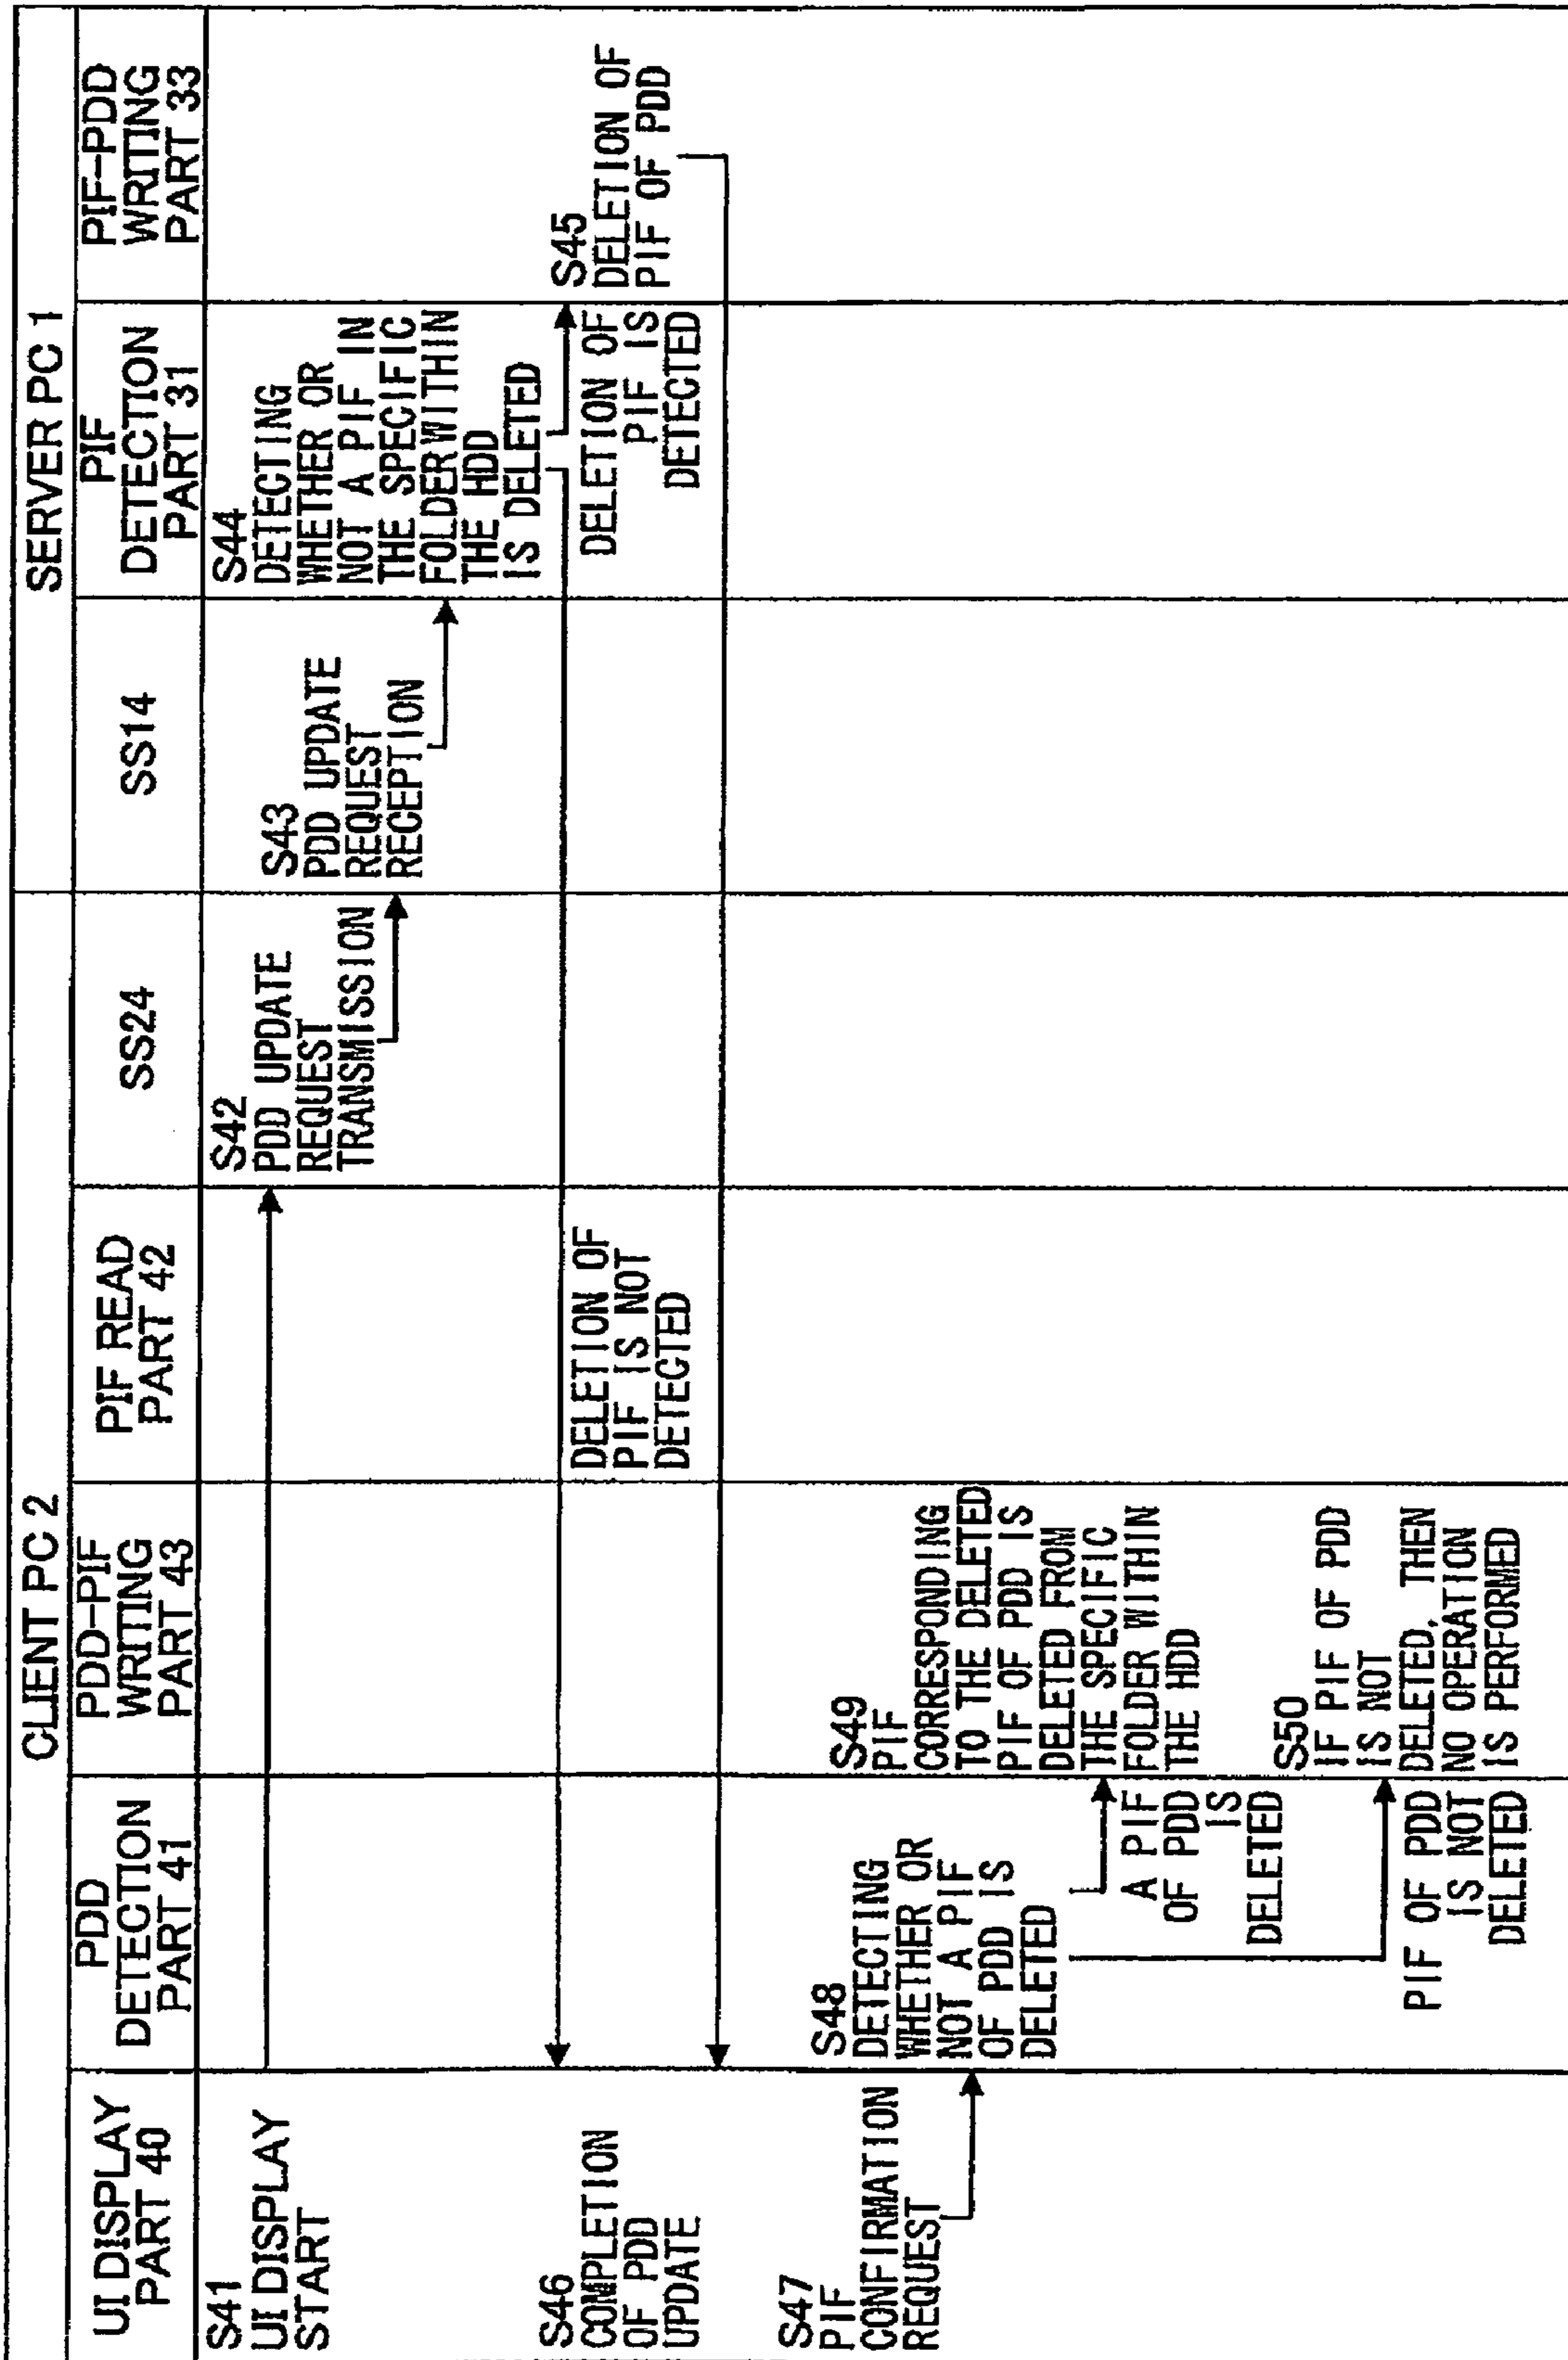 CLIENT PC 2
SERVER PC 1
UI DISPLAY
PART 40
PDD
DETECTION
PART 41
PDD-PIF
WRITING
PART 43
PIF READ
PART 42
SS24
SS14
PIF
DETECTION
PART 31
PIF-PDD
WRITING
PART 33
S41
UI DISPLAY
START
S42
PDD UPDATE
REQUEST
TRANSMISSION
S43
PDD UPDATE
REQUEST
RECEPTION
S44
DETECTING
WHETHER OR
NOT A PIF IN
THE SPECIFIC
FOLDERWITHIN
THE HDD
IS DELETED
DELETION OF
PIF IS
DETECTED
S45
DELETION OF
PIF OF PDD
DELETION OF
PIF IS NOT
DETECTED
S46
COMPLETION
OF PDD
UPDATE
S47
PIF
CONFIRMATION
REQUEST
S48
DETECTING
WHETHER OR
NOT A PIF
OF PDD IS
DELETED
A PIF
OF PDD
IS
DELETED
PIF OF PDD
IS NOT
DELETED
S49
PIF
CORRESPONDING
TO THE DELETED
PIF OF PDD IS
DELETED FROM
THE SPECIFIC
FOLDER WITHIN
THE HDD
S50
IF PIF OF PDD
IS NOT
DELETED, THEN
NO OPERATION
IS PERFORMED